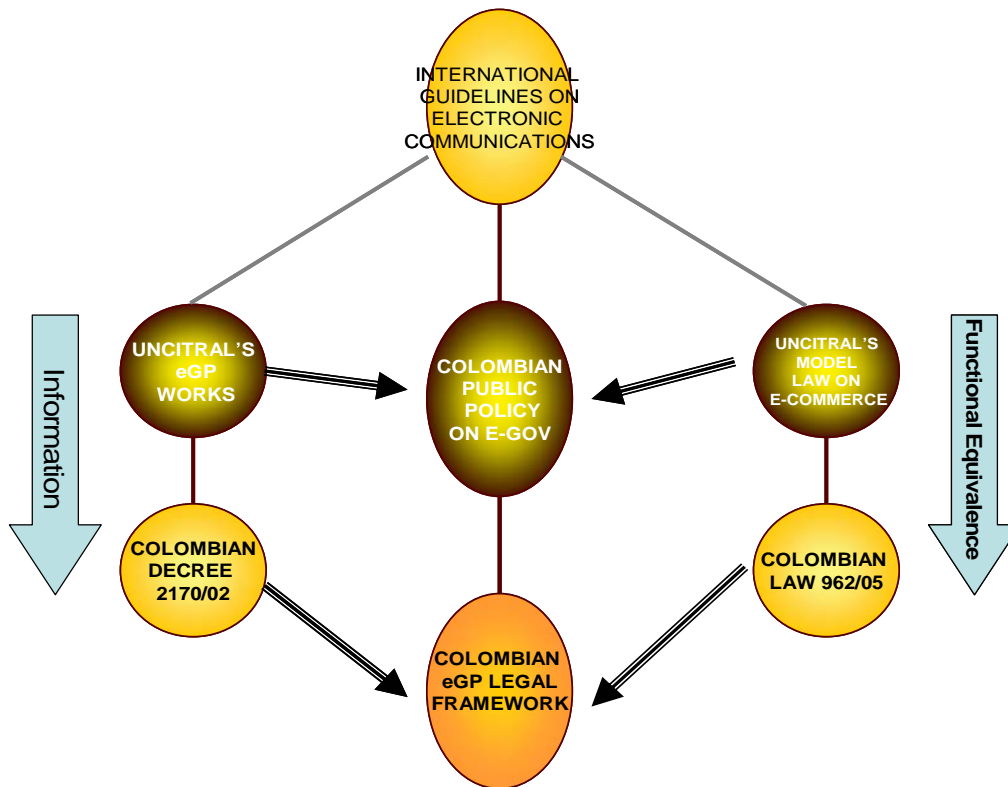 INTERNATIONAL
GUIDELINES ON
ELECTRONIC
COMMUNICATIONS
Information
UNCITRAL'S
eGP
WORKS
COLOMBIAN
PUBLIC
POLICY
ON E-GOV
UNCITRAL'S
MODEL
LAW ON
E-COMMERCE
Functional Equivalence
COLOMBIAN
DECREE
2170/02
COLOMBIAN
LAW 962/05
COLOMBIAN
eGP LEGAL
FRAMEWORK